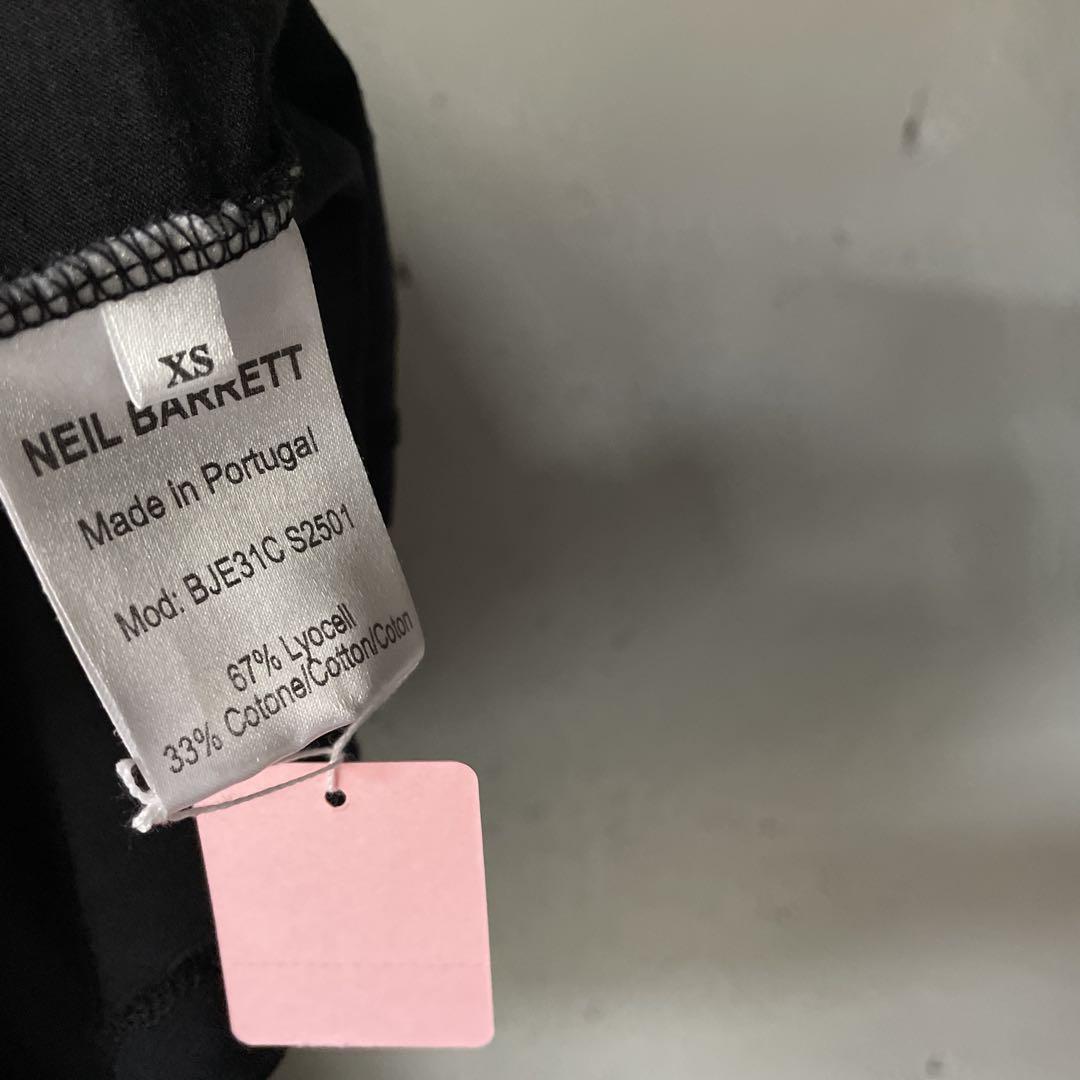 XS
NEIL BARRETT
Made in Portugal
Mod: BJE31C S2501
67% Lyocell
33% Cotone/Cotton/Coton